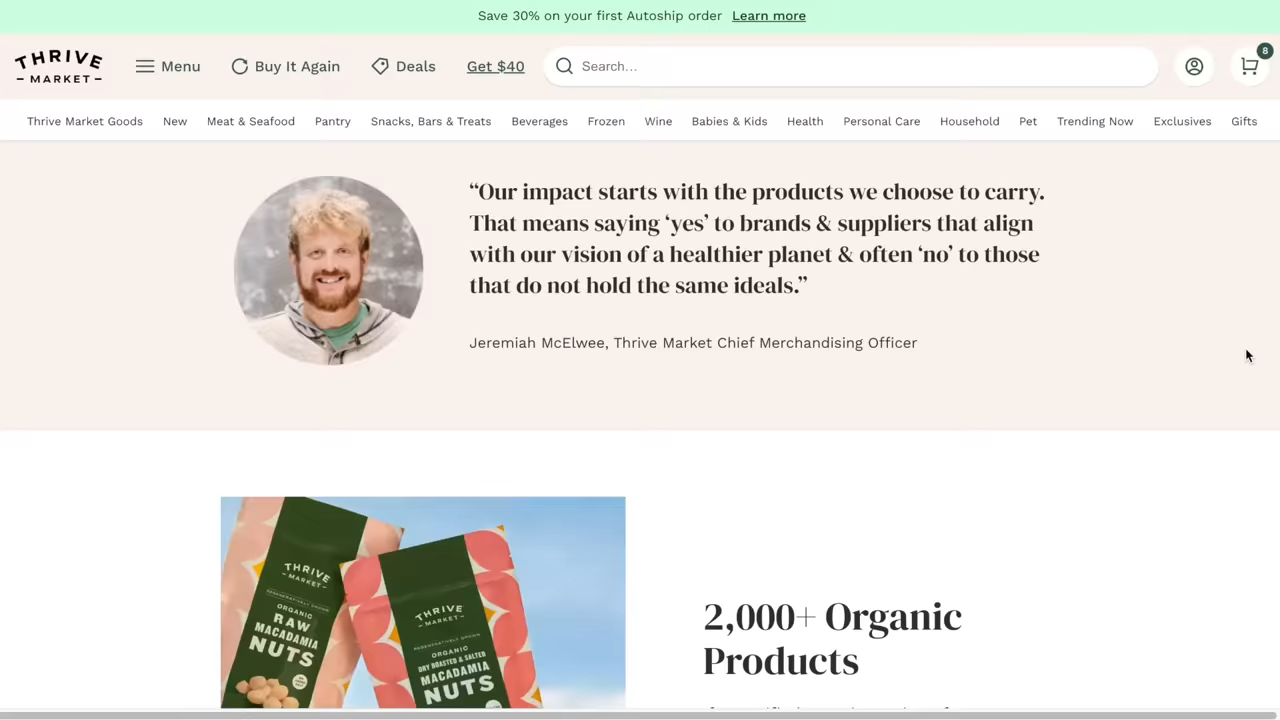 Save 30% on your first Autoship order Learn more
THRIVE
MARKET
Menu
Buy It Again
Deals
Get $40
Search...
8
Thrive Market Goods
New
Meat & Seafood
Pantry
Snacks, Bars & Treats
Beverages
Frozen
Wine
Babies & Kids
Health
Personal Care
Household
Pet
Trending Now
Exclusives
Gifts
“Our impact starts with the products we choose to carry.
That means saying ‘yes’ to brands & suppliers that align
with our vision of a healthier planet & often ‘no’ to those
that do not hold the same ideals.”
Jeremiah McElwee, Thrive Market Chief Merchandising Officer
THRIVE
MARKET
REGENERATIVELY GROWN
ORGANIC
RAW
MACADAMIA
NUTS
THRIVE
MARKET
REGENERATIVELY GROWN
ORGANIC
DRY ROASTED & SALTED
MACADAMIA
NUTS
2,000+ Organic
Products